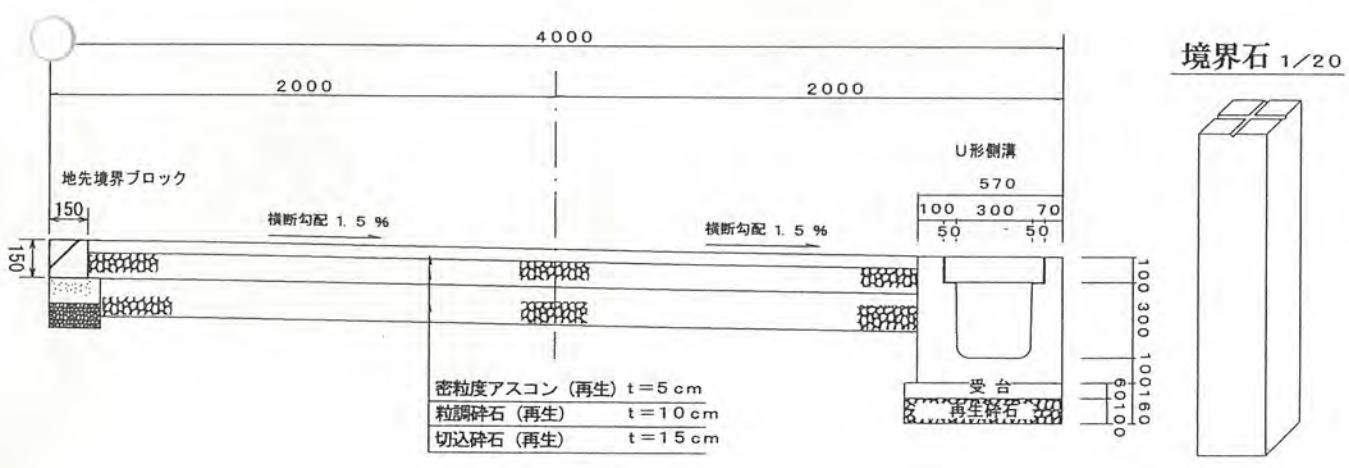 4000
境界石 1/20
2000
2000
U形側溝
地先境界ブロック
570
150
100 300 70
横断勾配 1.5 %
横断勾配 1.5 %
50
50
150
100
300
100
密粒度アスコン (再生) t=5cm
受台
60
160
粒調砕石 (再生) t=10cm
再生砕石
100
切込砕石 (再生) t=15cm